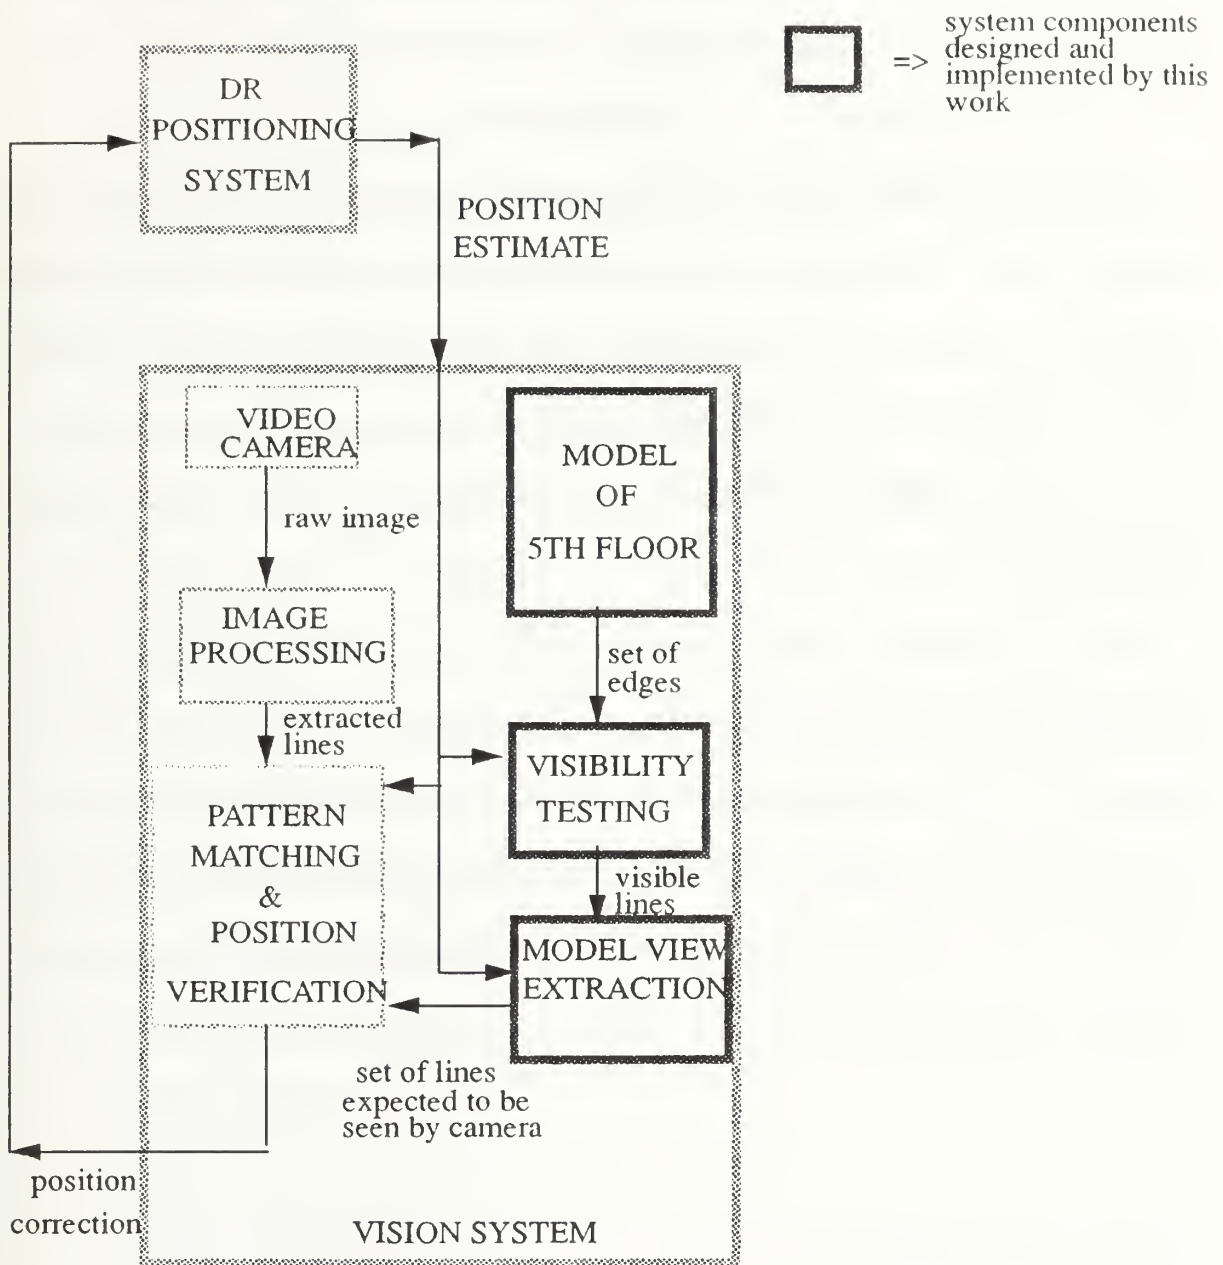 system components
designed and
implemented by this
work
=>
DR
POSITIONING
SYSTEM
POSITION
ESTIMATE
VIDEO
CAMERA
raw image
IMAGE
PROCESSING
extracted
lines
PATTERN
MATCHING
&
POSITION
VERIFICATION
MODEL
OF
5TH FLOOR
set of
edges
VISIBILITY
TESTING
visible
lines
MODEL VIEW
EXTRACTION
set of lines
expected to be
seen by camera
position
correction
VISION SYSTEM